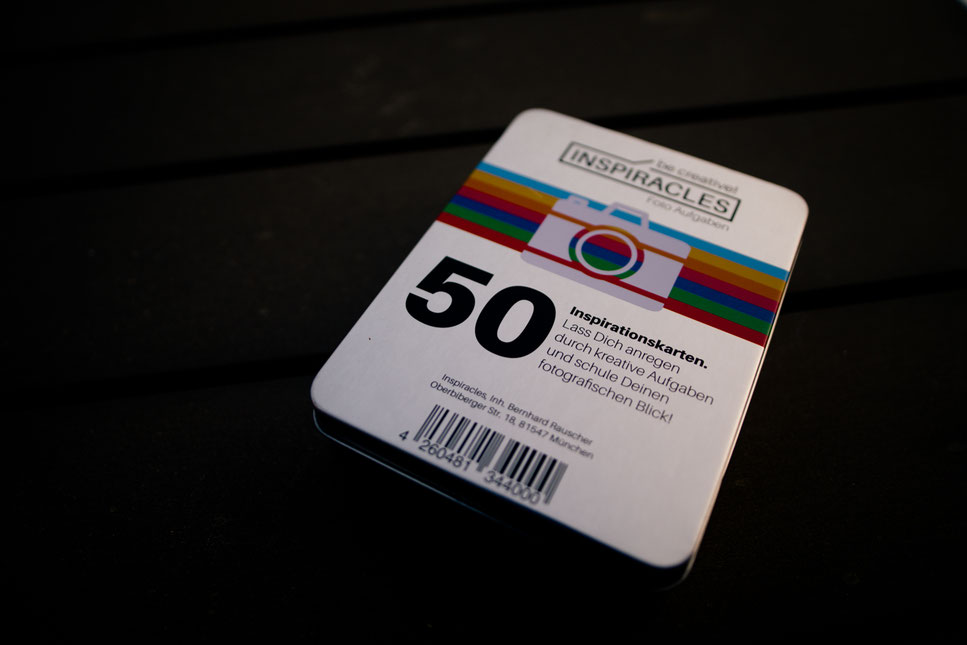 be creative!
INSPIRACLES
Foto Aufgaben
50
Inspirationskarten.
Lass Dich anregen
durch kreative Aufgaben
und schule Deinen
fotografischen Blick!
Inspiracles, Inh. Bernhard Rauscher
Oberbiberger Str. 18, 81547 München
4 260481 344000